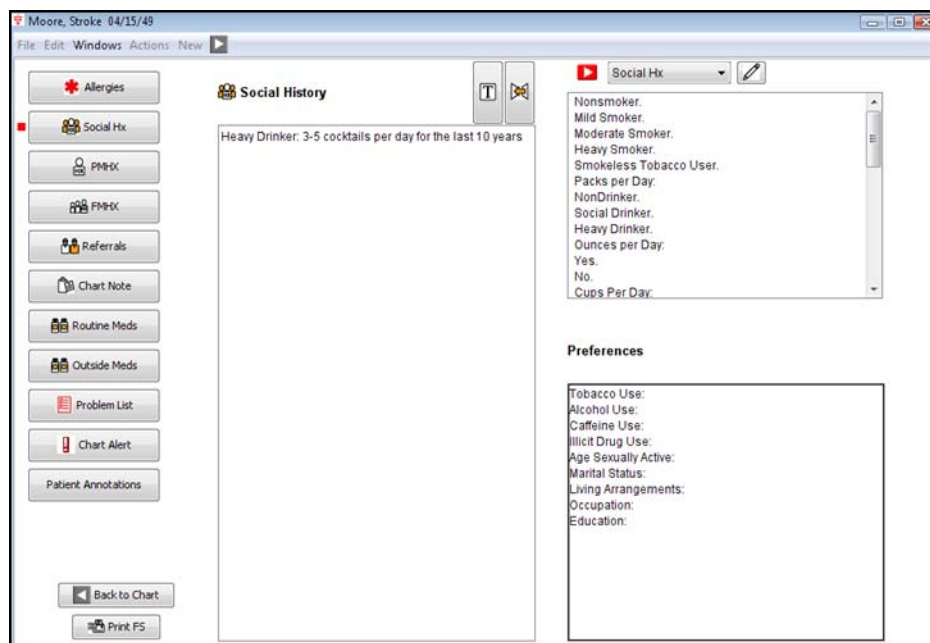 Moore, Stroke 04/15/49
File Edit Windows Actions New
Allergies
Social Hx
PMHX
FMHX
Referrals
Chart Note
Routine Meds
Outside Meds
Problem List
Chart Alert
Patient Annotations
Back to Chart
Print FS
Social History
T
Heavy Drinker: 3-5 cocktails per day for the last 10 years
Social Hx
Nonsmoker.
Mild Smoker.
Moderate Smoker.
Heavy Smoker.
Smokeless Tobacco User.
Packs per Day:
NonDrinker.
Social Drinker.
Heavy Drinker.
Ounces per Day:
Yes.
No.
Cups Per Day:
Preferences
Tobacco Use:
Alcohol Use:
Caffeine Use:
Illicit Drug Use:
Age Sexually Active:
Marital Status:
Living Arrangements:
Occupation:
Education: